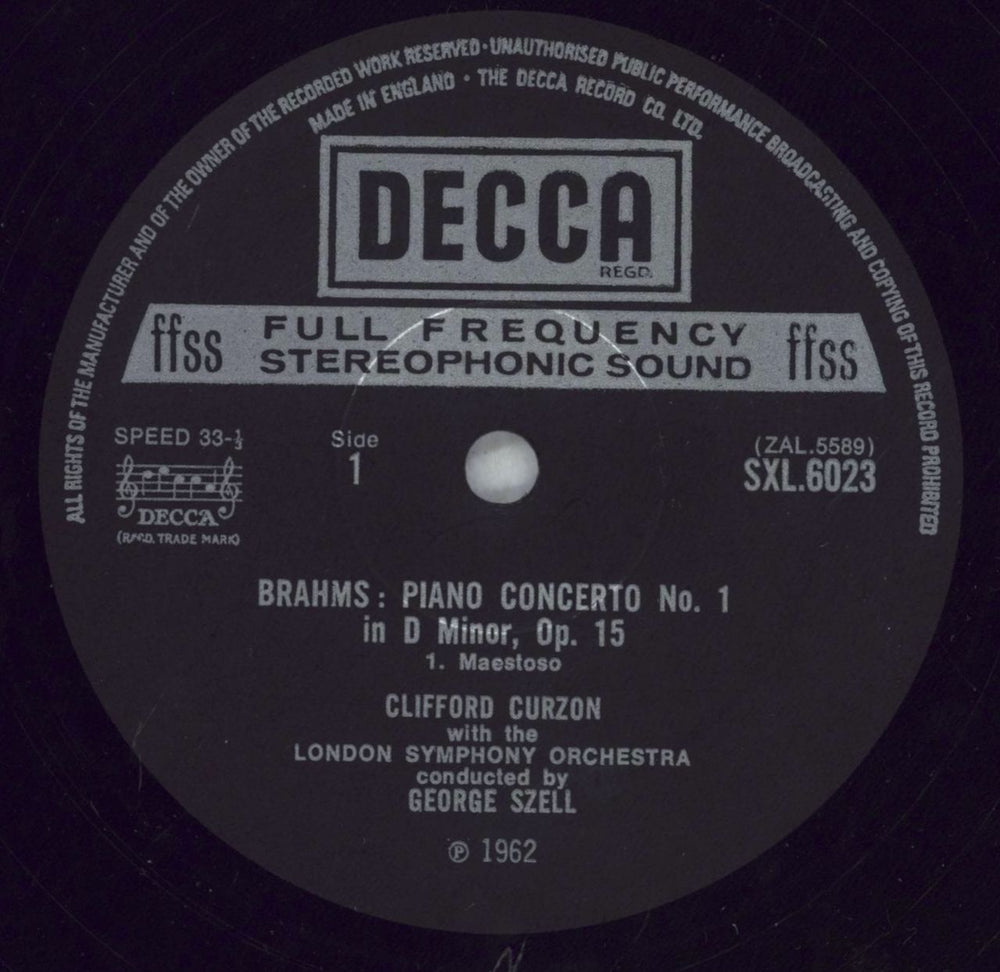 ALL RIGHTS OF THE MANUFACTURER AND OF THE OWNER OF THE RECORDED WORK RESERVED · UNAUTHORISED PUBLIC PERFORMANCE BROADCASTING AND COPYING OF THIS RECORD PROHIBITED
MADE IN ENGLAND · THE DECCA RECORD CO. LTD.
DECCA
REGD.
ffss FULL FREQUENCY ffss
STEREOPHONIC SOUND
SPEED 33-⅓
Side
1
(ZAL.5589)
SXL.6023
DECCA
(REGD. TRADE MARK)
BRAHMS: PIANO CONCERTO No. 1
in D Minor, Op. 15
1. Maestoso
CLIFFORD CURZON
with the
LONDON SYMPHONY ORCHESTRA
conducted by
GEORGE SZELL
℗ 1962